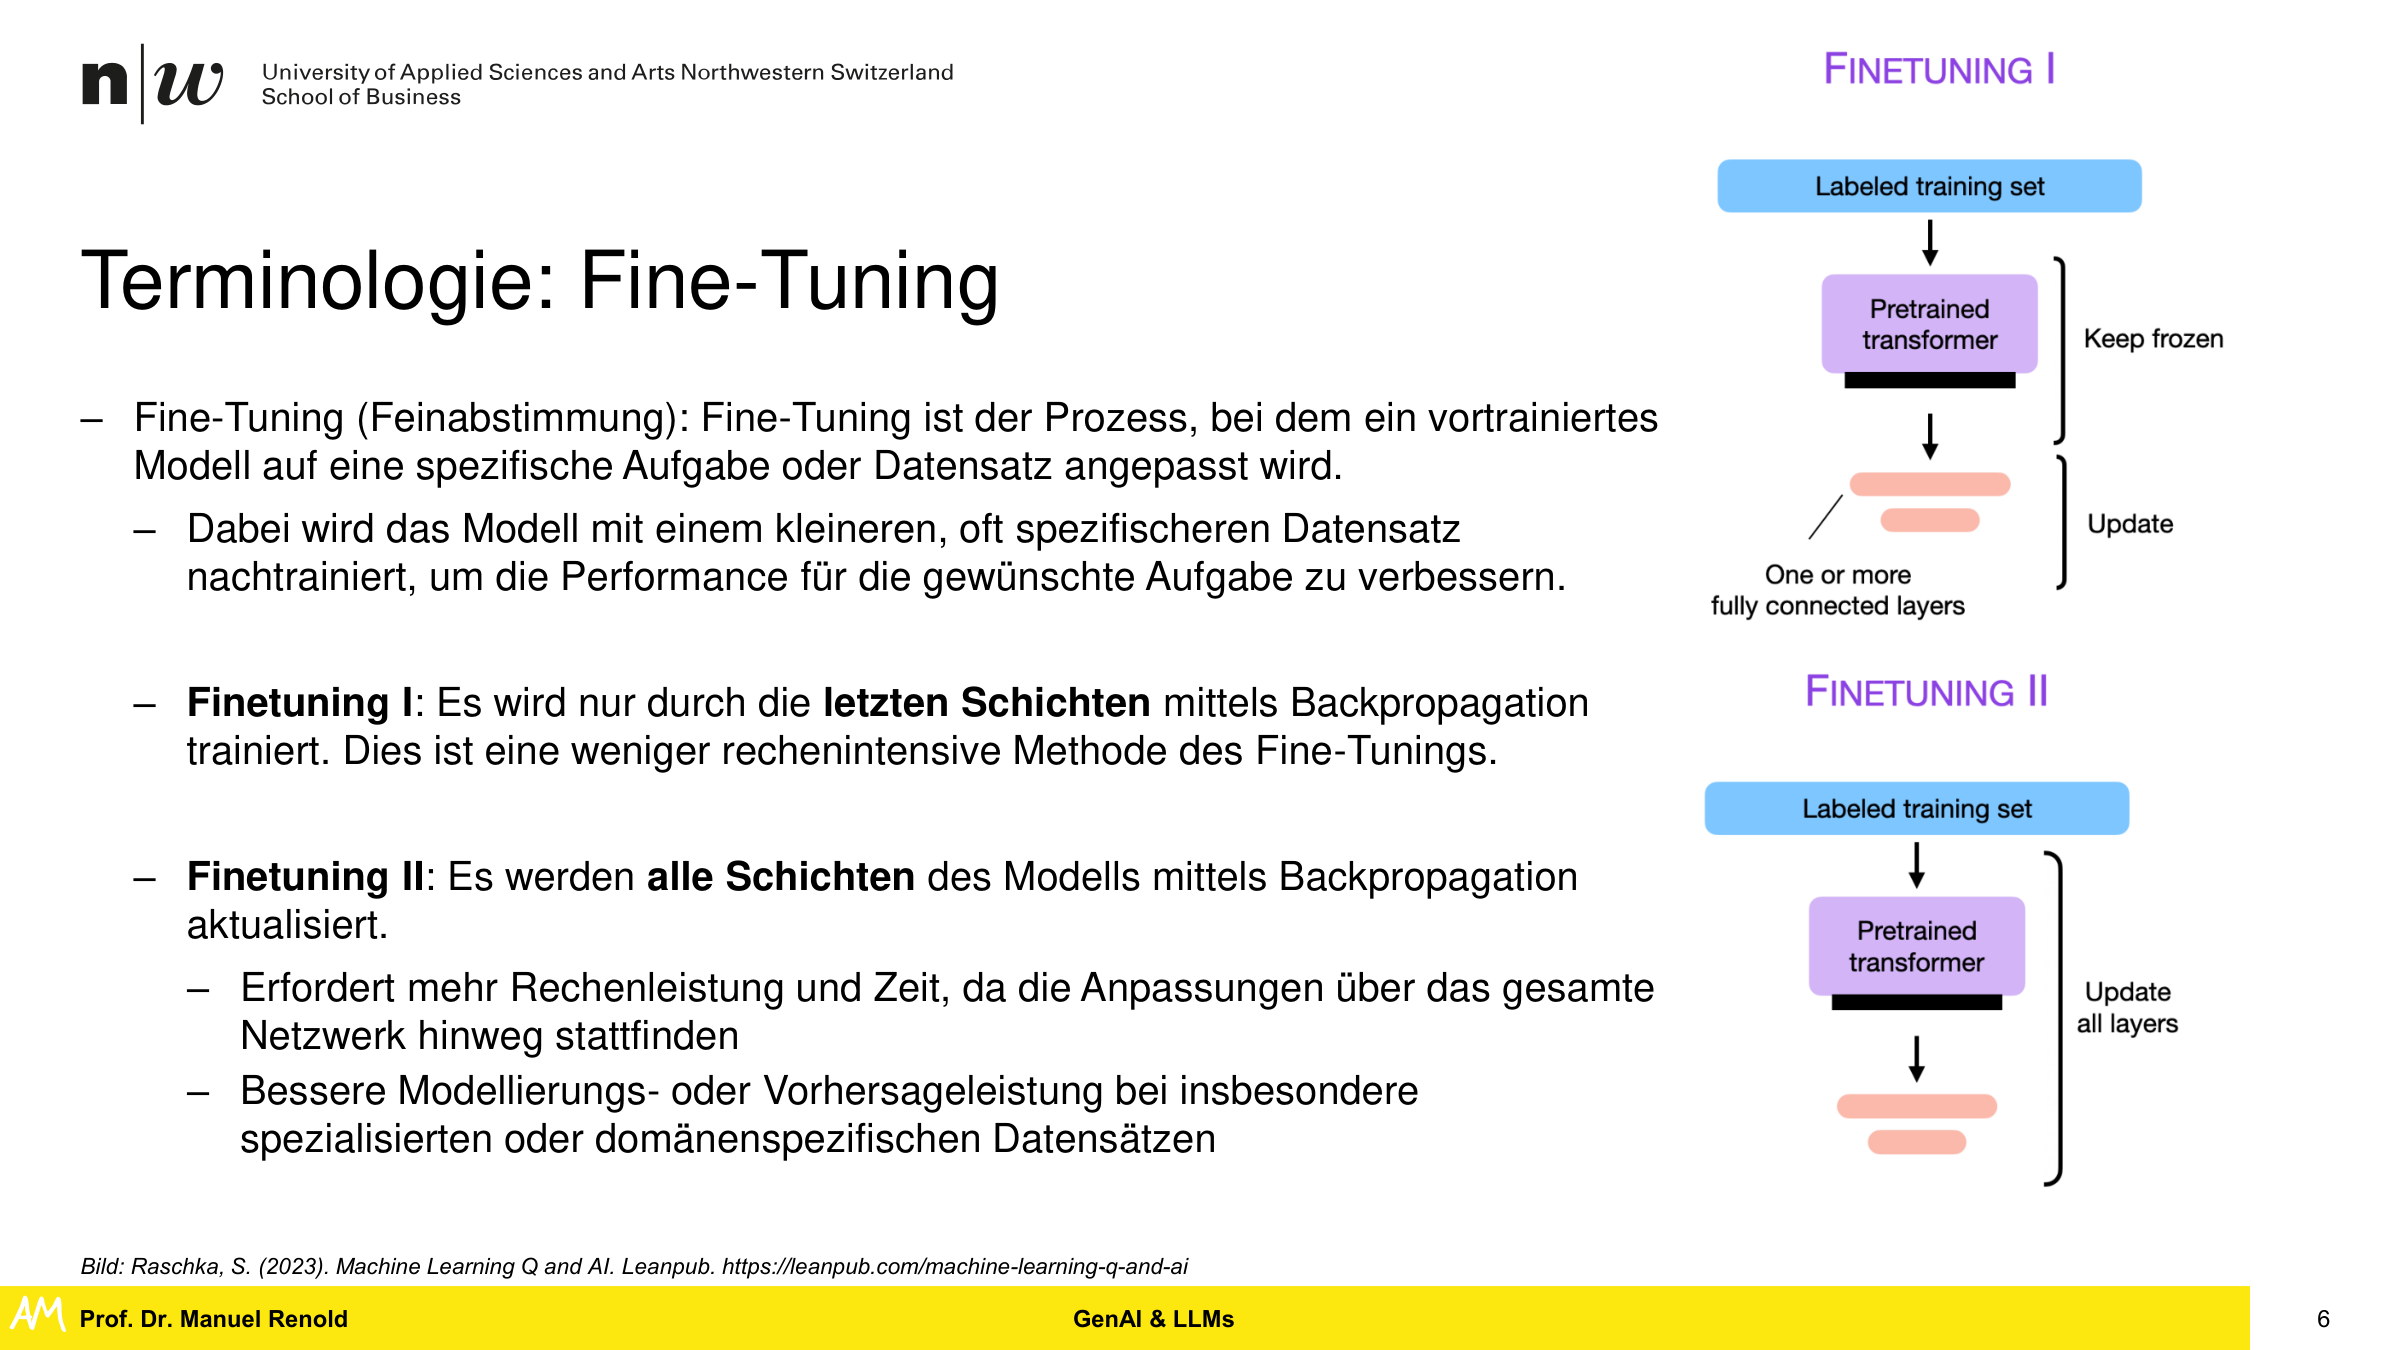 n|w
University of Applied Sciences and Arts Northwestern Switzerland
School of Business
Terminologie: Fine-Tuning
– Fine-Tuning (Feinabstimmung): Fine-Tuning ist der Prozess, bei dem ein vortrainiertes
Modell auf eine spezifische Aufgabe oder Datensatz angepasst wird.
– Dabei wird das Modell mit einem kleineren, oft spezifischeren Datensatz
nachtrainiert, um die Performance für die gewünschte Aufgabe zu verbessern.
– Finetuning I: Es wird nur durch die letzten Schichten mittels Backpropagation
trainiert. Dies ist eine weniger rechenintensive Methode des Fine-Tunings.
– Finetuning II: Es werden alle Schichten des Modells mittels Backpropagation
aktualisiert.
– Erfordert mehr Rechenleistung und Zeit, da die Anpassungen über das gesamte
Netzwerk hinweg stattfinden
– Bessere Modellierungs- oder Vorhersageleistung bei insbesondere
spezialisierten oder domänenspezifischen Datensätzen
FINETUNING I
Labeled training set
Pretrained
transformer
Keep frozen
Update
One or more
fully connected layers
FINETUNING II
Labeled training set
Pretrained
transformer
Update
all layers
Bild: Raschka, S. (2023). Machine Learning Q and AI. Leanpub. https://leanpub.com/machine-learning-q-and-ai
AM
Prof. Dr. Manuel Renold
GenAI & LLMs
6